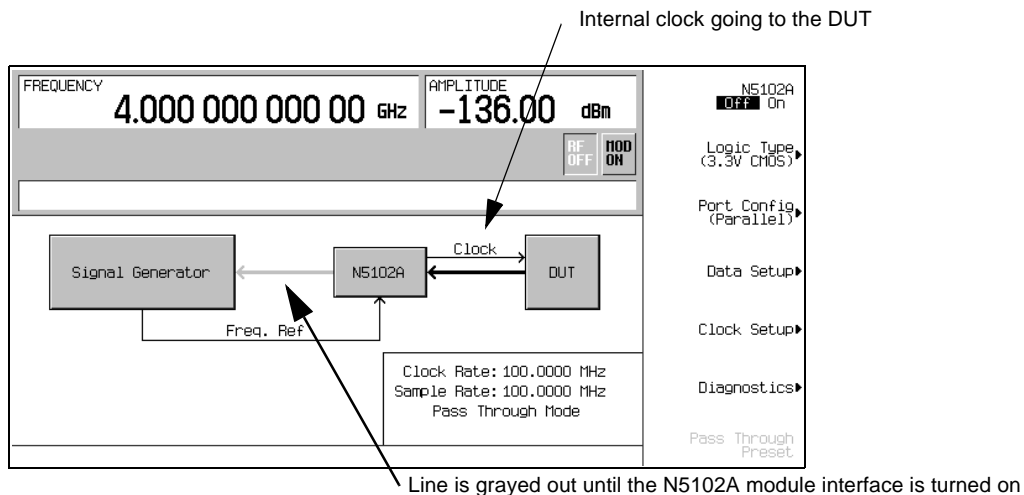 Internal clock going to the DUT
FREQUENCY
4.000 000 000 00 GHz
AMPLITUDE
-136.00 dBm
RF OFF
MOD ON
N5102A
Off On
Logic Type
(3.3V CMOS)
Port Config
(Parallel)
Data Setup
Clock Setup
Diagnostics
Pass Through
Preset
Signal Generator
N5102A
Clock
DUT
Freq. Ref
Clock Rate: 100.0000 MHz
Sample Rate: 100.0000 MHz
Pass Through Mode
Line is grayed out until the N5102A module interface is turned on